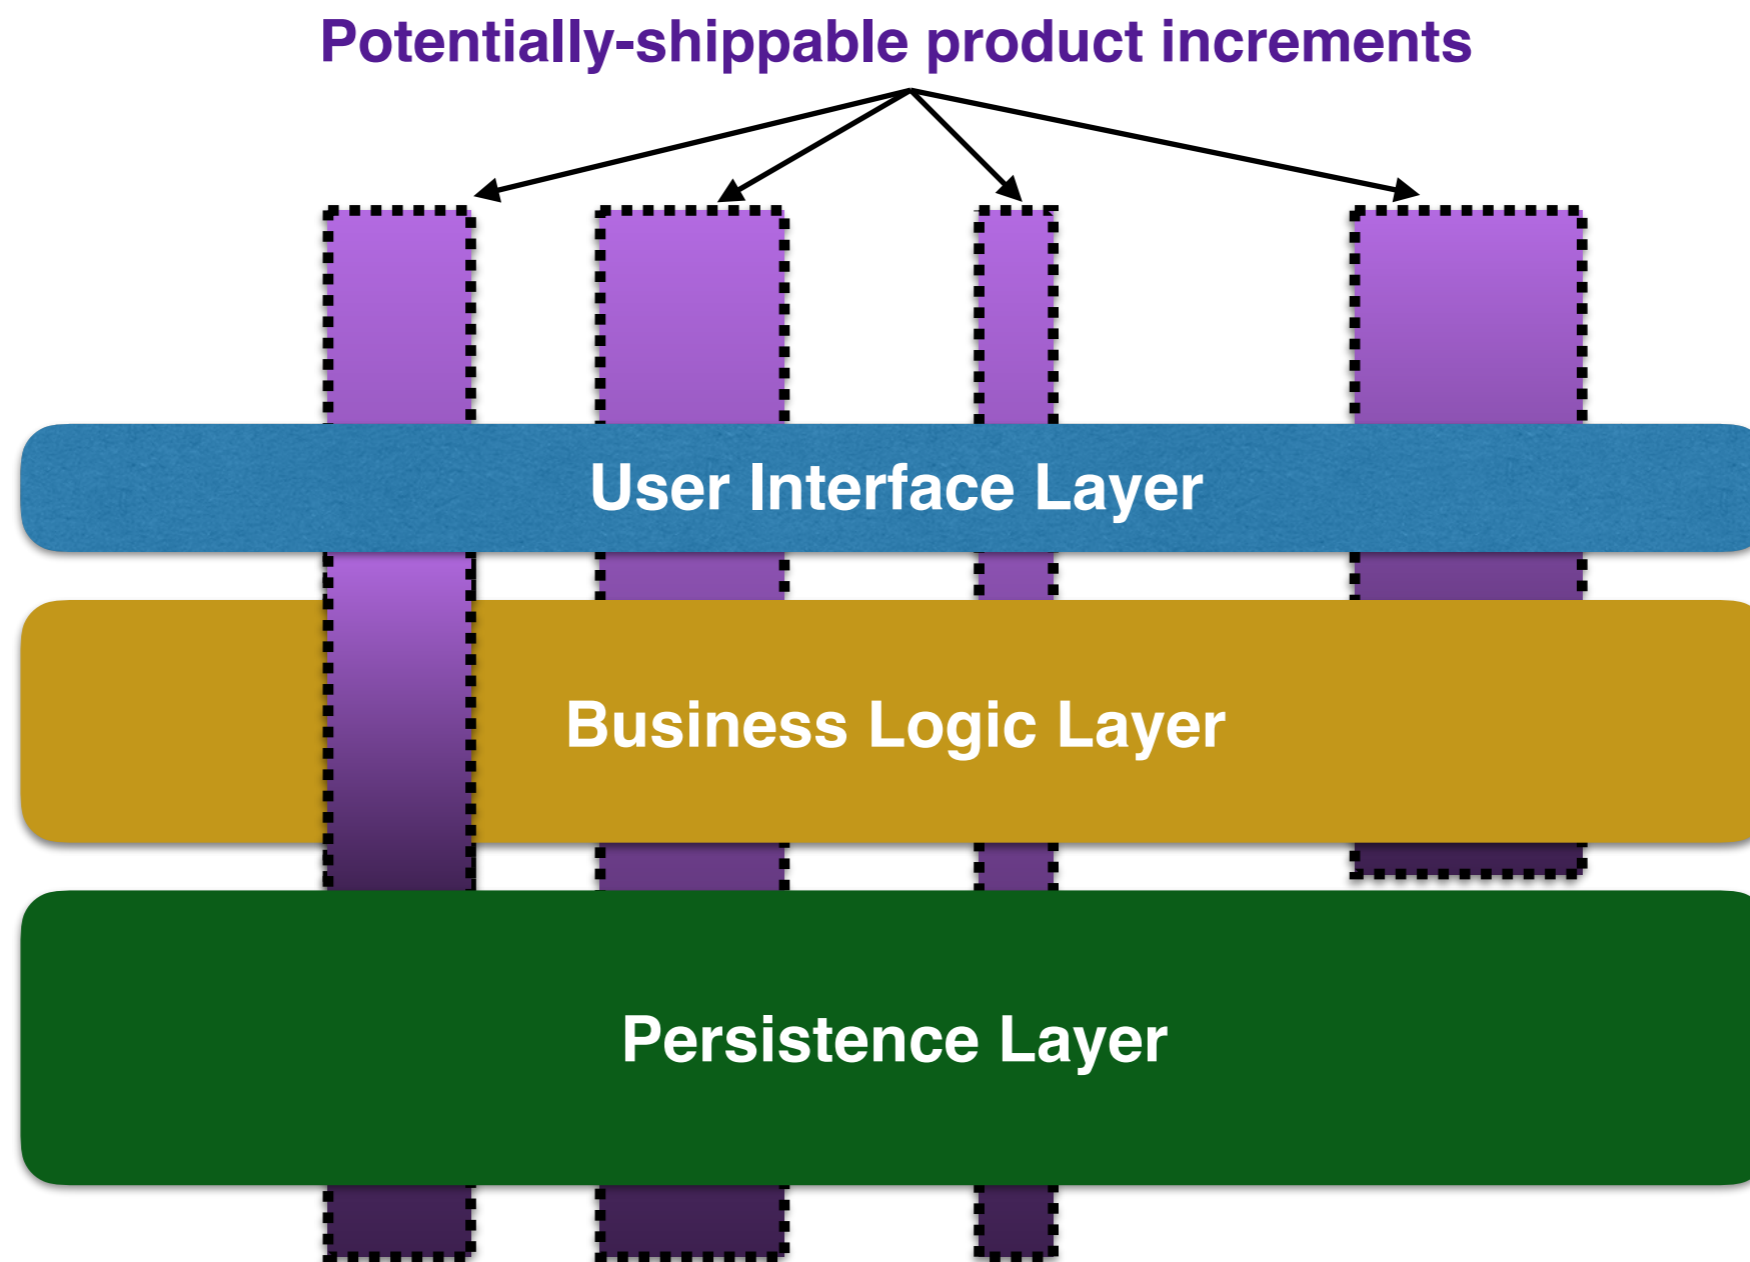 Potentially-shippable product increments
User Interface Layer
Business Logic Layer
Persistence Layer